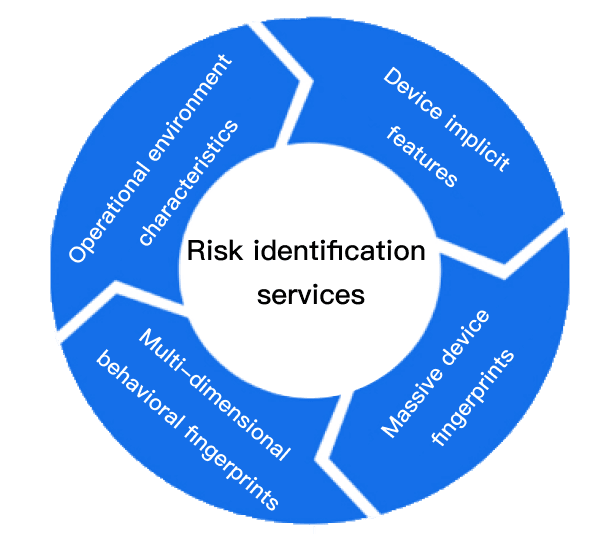 Operational environment
characteristics
Device implicit
features
Risk identification
services
Massive device
fingerprints
Multi-dimensional
behavioral fingerprints